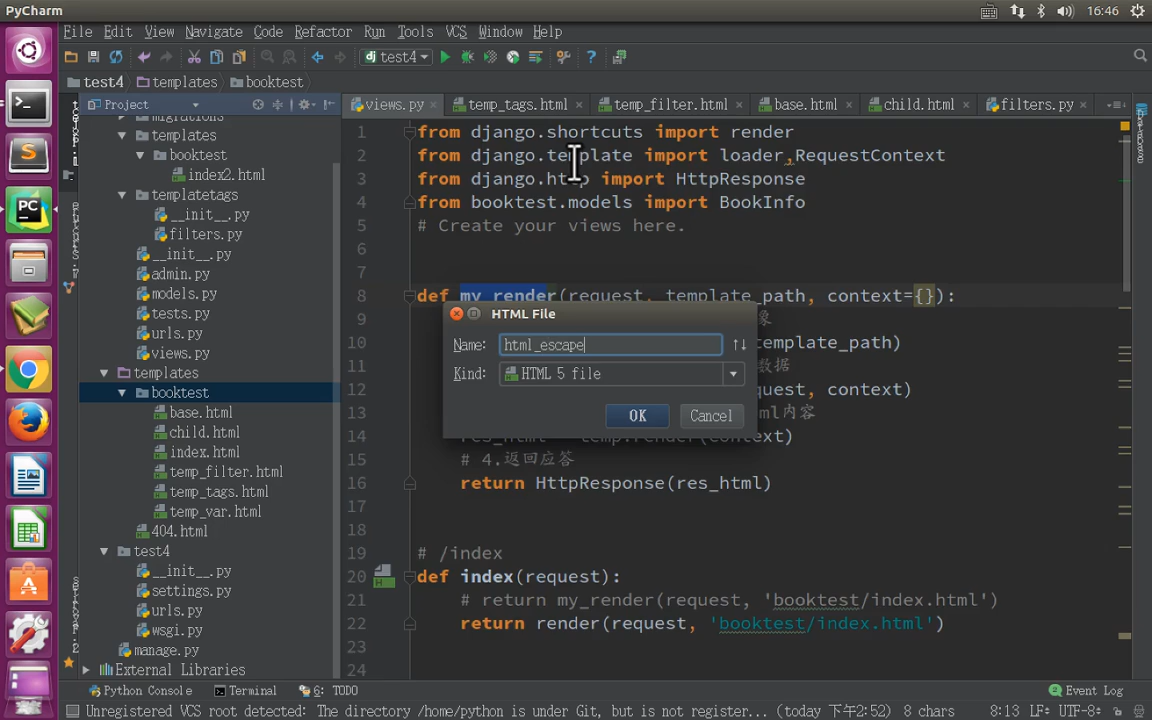 PyCharm
16:46
File Edit View Navigate Code Refactor Run Tools VCS Window Help
test4
test4 templates booktest
Project
views.py temp_tags.html temp_filter.html base.html child.html filters.py
migrations
templates
booktest
index2.html
templatetags
__init__.py
filters.py
__init__.py
admin.py
models.py
tests.py
urls.py
views.py
templates
booktest
base.html
child.html
index.html
temp_filter.html
temp_tags.html
temp_var.html
404.html
test4
__init__.py
settings.py
urls.py
wsgi.py
manage.py
External Libraries
1 from django.shortcuts import render
2 from django.template import loader,RequestContext
3 from django.http import HttpResponse
4 from booktest.models import BookInfo
5 # Create your views here.
6
7
8 def my_render(request, template_path, context={}):
9 象
10 template_path)
11 数据
12 quest, context)
13 ml内容
14 res_html = temp.render(context)
15 # 4.返回应答
16 return HttpResponse(res_html)
17
18
19 # /index
20 def index(request):
21 # return my_render(request, 'booktest/index.html')
22 return render(request, 'booktest/index.html')
23
24
HTML File
Name: html_escape
Kind: HTML 5 file
OK Cancel
Python Console Terminal 6: TODO Event Log
Unregistered VCS root detected: The directory /home/python is under Git, but is not register... (today 下午2:52) 8 chars 8:13 LF÷ UTF-8÷